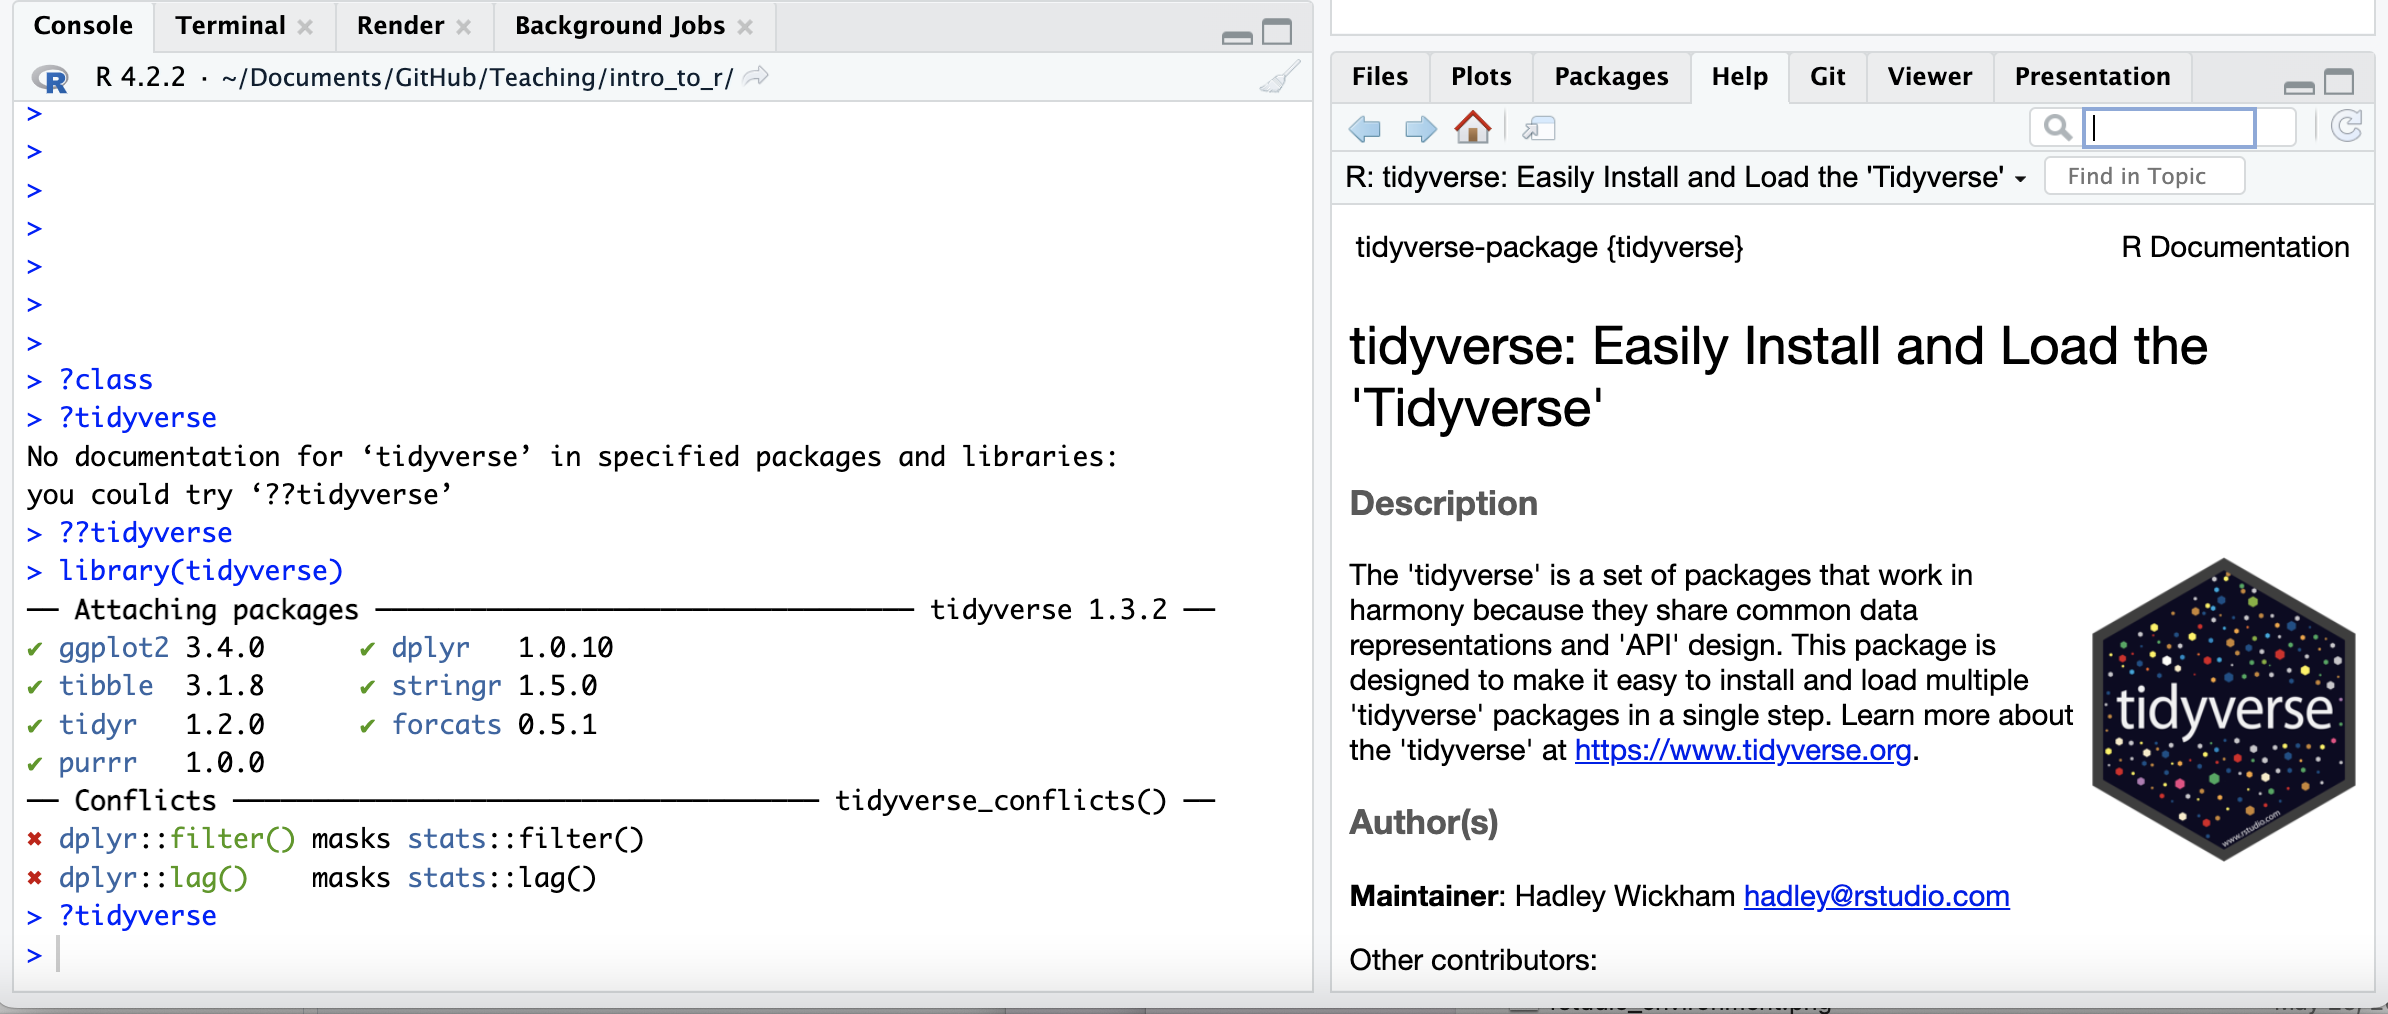 Console Terminal Render Background Jobs
R 4.2.2 · ~/Documents/GitHub/Teaching/intro_to_r/
>
>
>
>
>
>
>
> ?class
> ?tidyverse
No documentation for ‘tidyverse’ in specified packages and libraries:
you could try ‘??tidyverse’
> ??tidyverse
> library(tidyverse)
── Attaching packages ────────────────────────────────── tidyverse 1.3.2 ──
✔ ggplot2 3.4.0      ✔ dplyr   1.0.10
✔ tibble  3.1.8      ✔ stringr 1.5.0
✔ tidyr   1.2.0      ✔ forcats 0.5.1
✔ purrr   1.0.0
── Conflicts ───────────────────────────────────── tidyverse_conflicts() ──
✖ dplyr::filter() masks stats::filter()
✖ dplyr::lag()    masks stats::lag()
> ?tidyverse
>
Files Plots Packages Help Git Viewer Presentation
R: tidyverse: Easily Install and Load the 'Tidyverse' Find in Topic
tidyverse-package {tidyverse} R Documentation
tidyverse: Easily Install and Load the
'Tidyverse'
Description
The 'tidyverse' is a set of packages that work in
harmony because they share common data
representations and 'API' design. This package is
designed to make it easy to install and load multiple
'tidyverse' packages in a single step. Learn more about
the 'tidyverse' at https://www.tidyverse.org.
tidyverse
www.rstudio.com
Author(s)
Maintainer: Hadley Wickham hadley@rstudio.com
Other contributors: